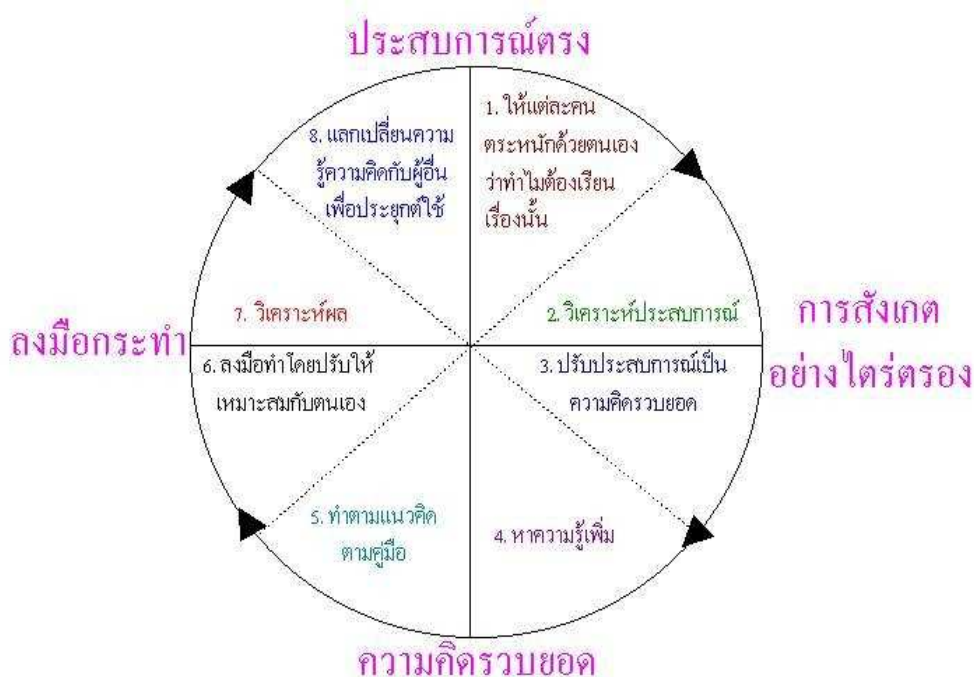 ประสบการณ์ตรง
1. ให้แต่ละคน
ตระหนักด้วยตนเอง
ว่าทำไมต้องเรียน
เรื่องนั้น
2. วิเคราะห์ประสบการณ์
การสังเกต
อย่างไตร่ตรอง
3. ปรับประสบการณ์เป็น
ความคิดรวบยอด
4. หาความรู้เพิ่ม
ความคิดรวบยอด
5. ทำตามแนวคิด
ตามคู่มือ
6. ลงมือทำโดยปรับให้
เหมาะสมกับตนเอง
ลงมือกระทำ
7. วิเคราะห์ผล
8. แลกเปลี่ยนความ
รู้ความคิดกับผู้อื่น
เพื่อประยุกต์ใช้